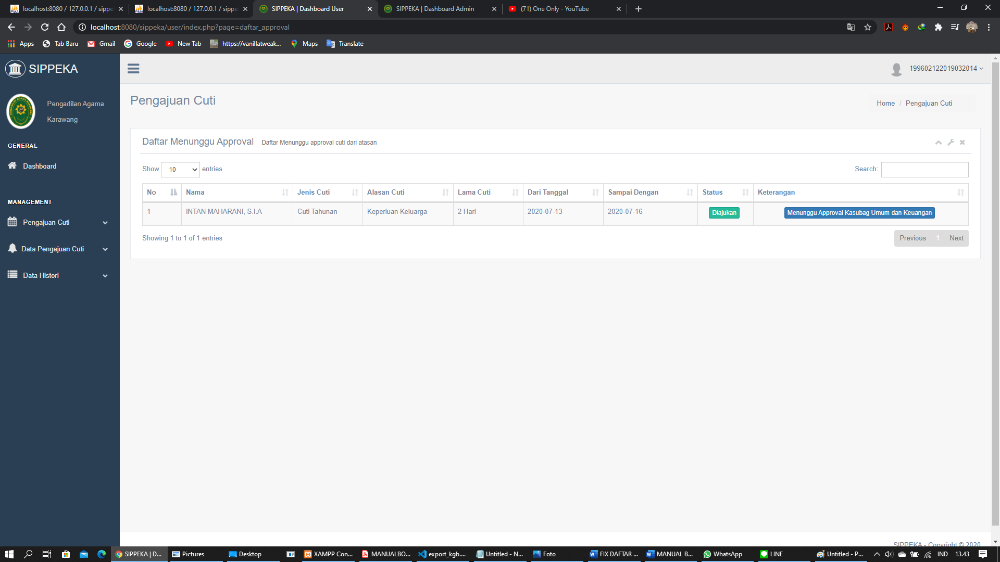 localhost:8080 / 127.0.0.1 / sippe
localhost:8080 / 127.0.0.1 / sippe
SIPPEKA | Dashboard User
SIPPEKA | Dashboard Admin
(71) One Only - YouTube
localhost:8080/sippeka/user/index.php?page=daftar_approval
Apps
Tab Baru
Gmail
Google
New Tab
https://vanillatweak...
Maps
Translate
SIPPEKA
199602122019032014
Pengadilan Agama
Karawang
GENERAL
Dashboard
MANAGEMENT
Pengajuan Cuti
Data Pengajuan Cuti
Data Histori
Pengajuan Cuti
Home / Pengajuan Cuti
Daftar Menunggu Approval Daftar Menunggu approval cuti dari atasan
Show 10 entries
Search:
No Nama Jenis Cuti Alasan Cuti Lama Cuti Dari Tanggal Sampai Dengan Status Keterangan
1 INTAN MAHARANI, S.I.A Cuti Tahunan Keperluan Keluarga 2 Hari 2020-07-13 2020-07-16 Diajukan Menunggu Approval Kasubag Umum dan Keuangan
Showing 1 to 1 of 1 entries
Previous 1 Next
SIPPEKA - Copyright © 2020
SIPPEKA | D...
Pictures
Desktop
XAMPP Con...
MANUALBO...
export_kgb....
Untitled - N...
Foto
FIX DAFTAR ...
MANUAL B...
WhatsApp
LINE
Untitled - P...
IND
13.43